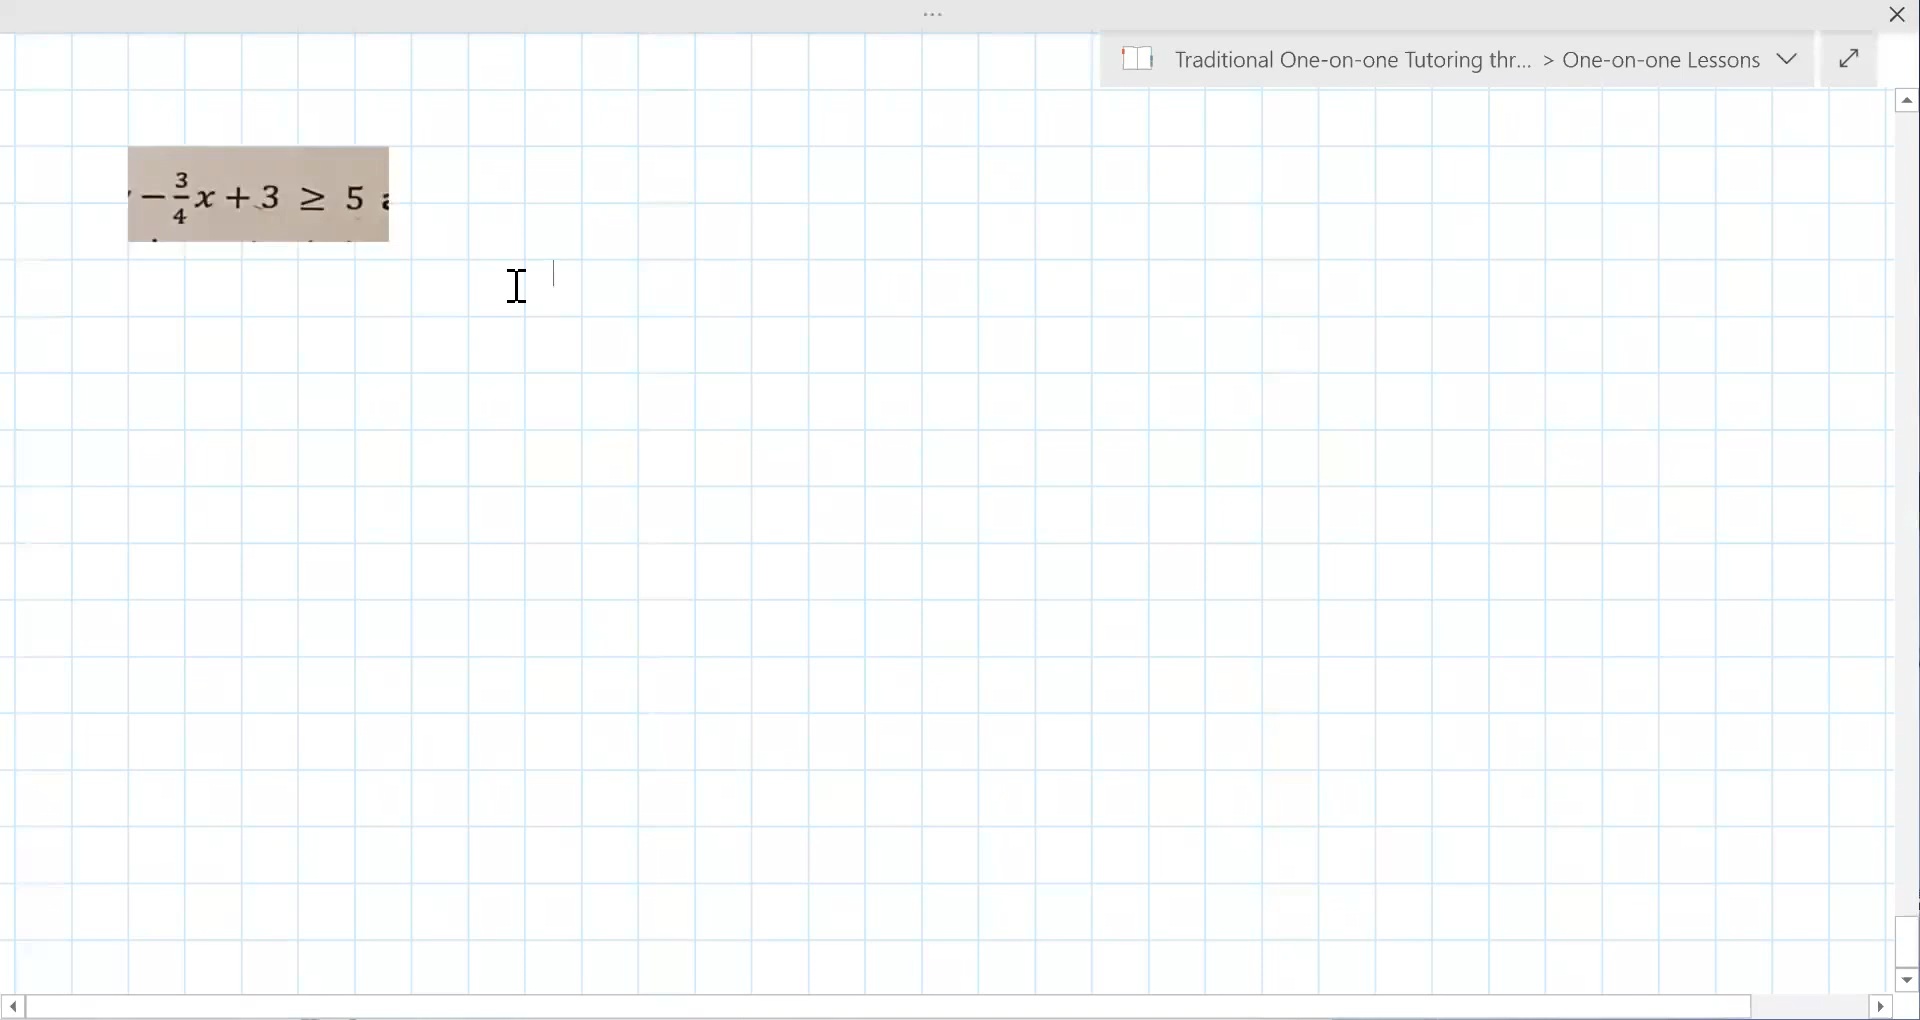 Traditional One-on-one Tutoring thr... > One-on-one Lessons
−3/4x + 3 ≥ 5